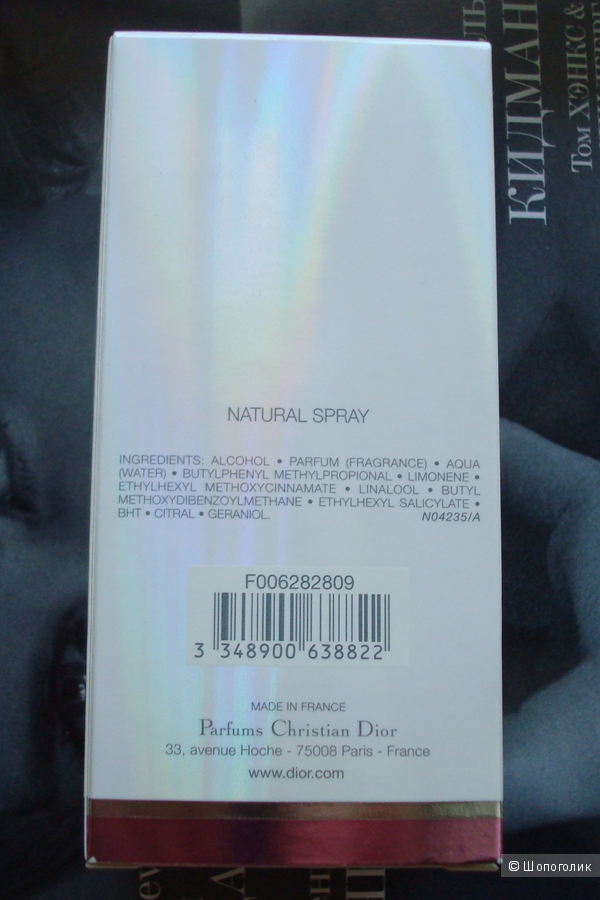 КИДМАН
Том ХЭНКС &
NATURAL SPRAY
INGREDIENTS: ALCOHOL • PARFUM (FRAGRANCE) • AQUA
(WATER) • BUTYLPHENYL METHYLPROPIONAL • LIMONENE •
ETHYLHEXYL METHOXYCINNAMATE • LINALOOL • BUTYL
METHOXYDIBENZOYLMETHANE • ETHYLHEXYL SALICYLATE •
BHT • CITRAL • GERANIOL.
N04235/A
F006282809
3 348900 638822
MADE IN FRANCE
Parfums Christian Dior
33, avenue Hoche - 75008 Paris - France
www.dior.com
© Шопоголик